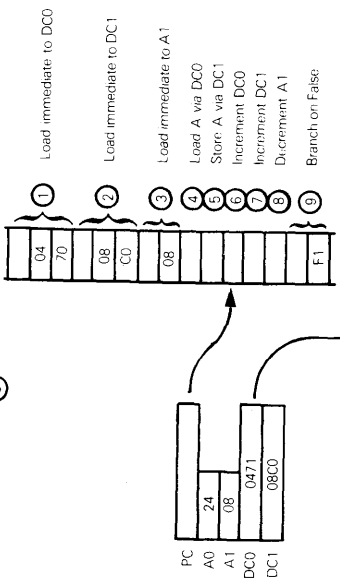 ⑥
04
70
① Load immediate to DC0
08
C0
② Load immediate to DC1
08
③ Load immediate to A1
④ Load A via DC0
⑤ Store A via DC1
⑥ Increment DC0
⑦ Increment DC1
⑧ Decrement A1
F1
⑨ Branch on False
PC
A0 24
A1 08
DC0 0471
DC1 08C0